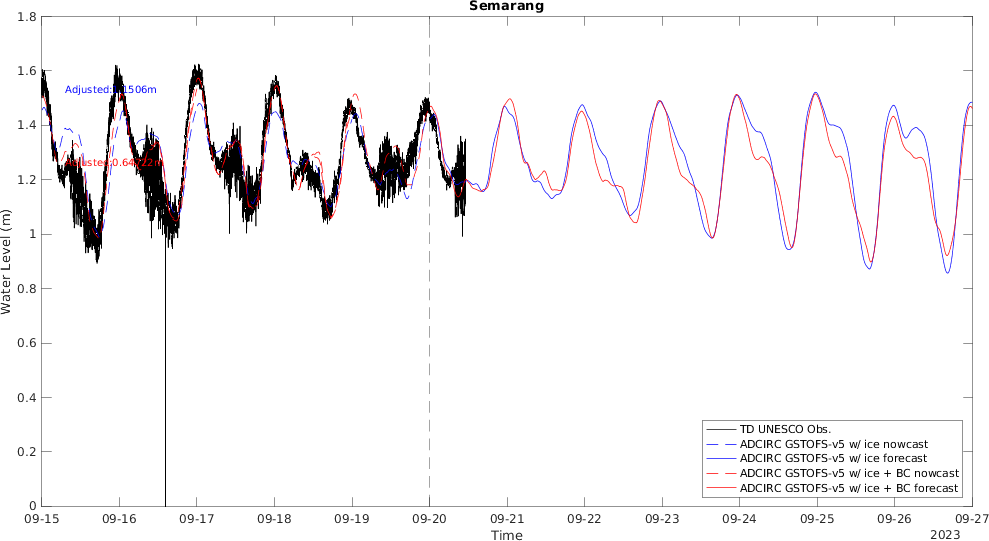 Semarang
1.8
1.6
1.4
1.2
1
0.8
0.6
0.4
0.2
0
Water Level (m)
TD UNESCO Obs.
ADCIRC GSTOFS-v5 w/ ice nowcast
ADCIRC GSTOFS-v5 w/ ice forecast
ADCIRC GSTOFS-v5 w/ ice + BC nowcast
ADCIRC GSTOFS-v5 w/ ice + BC forecast
09-15 09-16 09-17 09-18 09-19 09-20 09-21 09-22 09-23 09-24 09-25 09-26 09-27
Time
2023